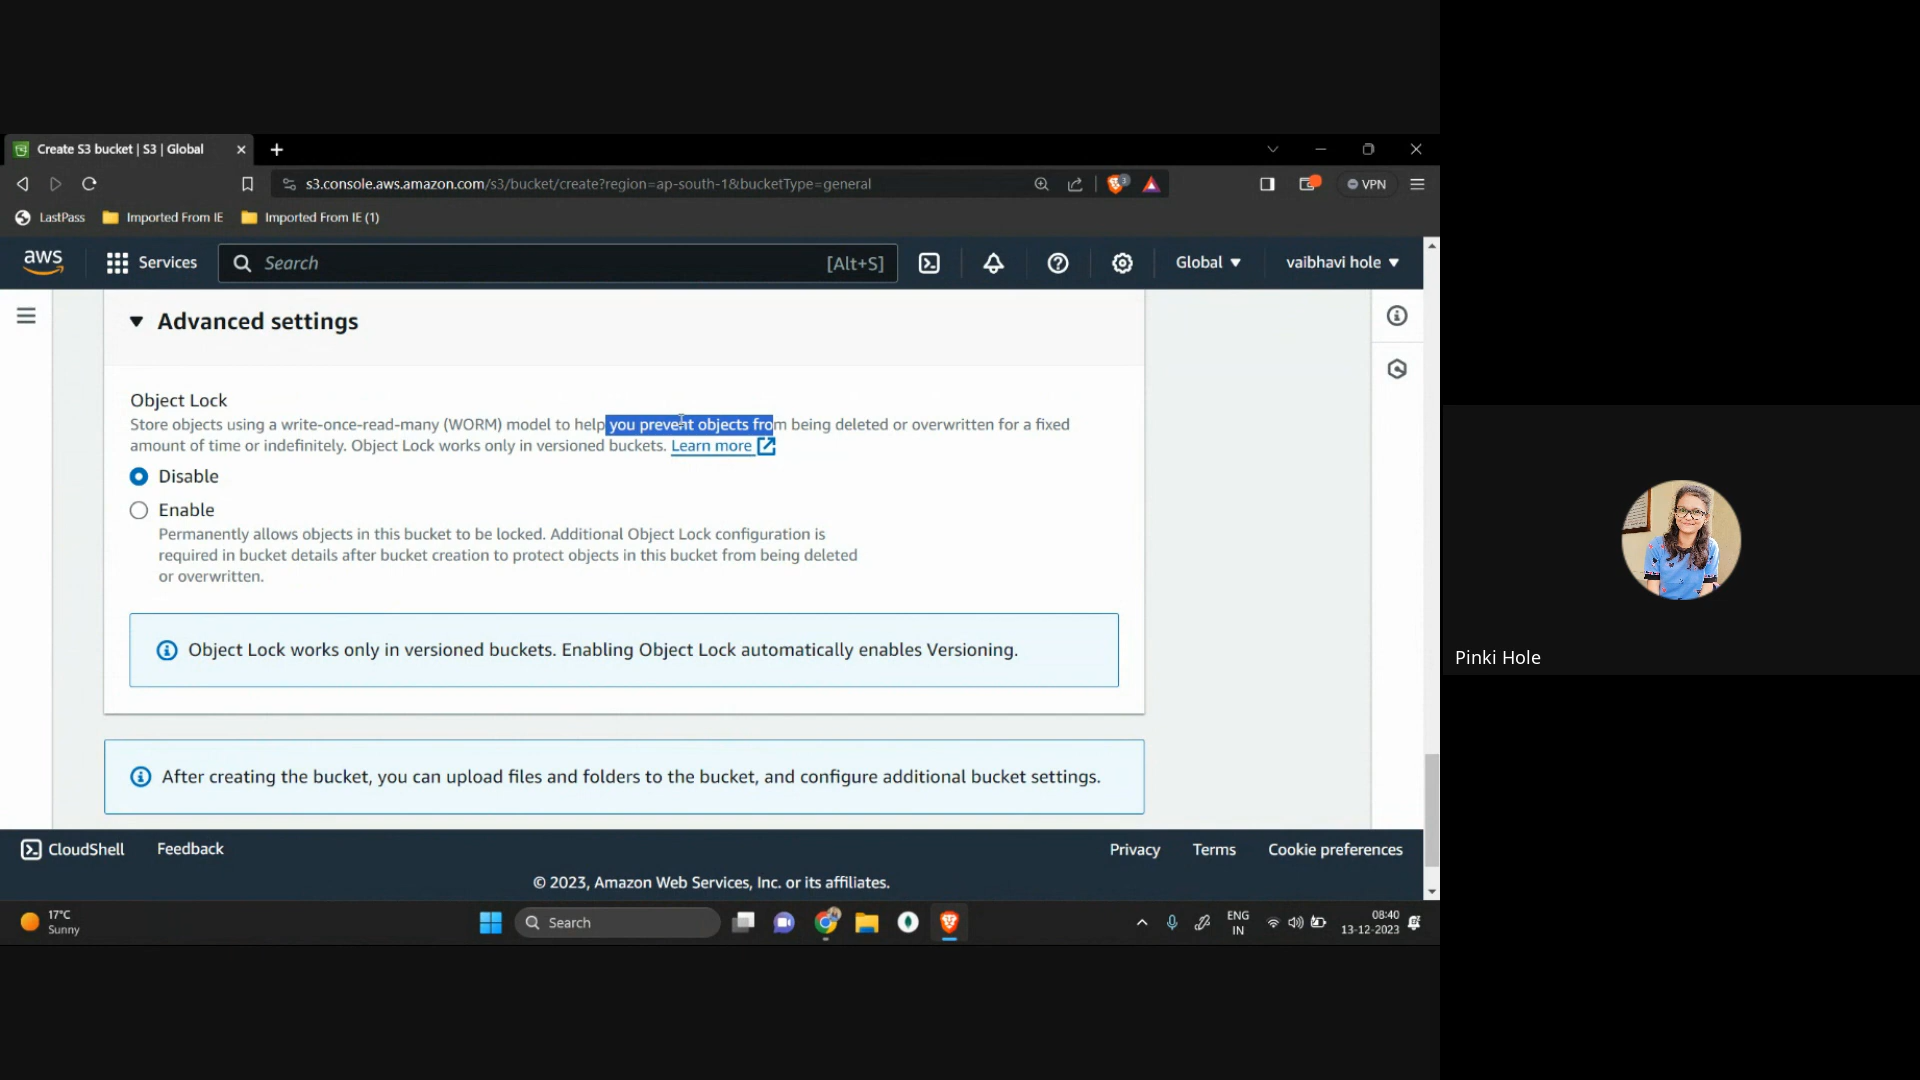 Create S3 bucket | S3 | Global
s3.console.aws.amazon.com/s3/bucket/create?region=ap-south-1&bucketType=general
3
VPN
LastPass
Imported From IE
Imported From IE (1)
aws
Services
Search
[Alt+S]
Global
vaibhavi hole
Advanced settings
Object Lock
Store objects using a write-once-read-many (WORM) model to help you prevent objects from being deleted or overwritten for a fixed
amount of time or indefinitely. Object Lock works only in versioned buckets. Learn more
Disable
Enable
Permanently allows objects in this bucket to be locked. Additional Object Lock configuration is
required in bucket details after bucket creation to protect objects in this bucket from being deleted
or overwritten.
Object Lock works only in versioned buckets. Enabling Object Lock automatically enables Versioning.
After creating the bucket, you can upload files and folders to the bucket, and configure additional bucket settings.
CloudShell
Feedback
Privacy
Terms
Cookie preferences
© 2023, Amazon Web Services, Inc. or its affiliates.
17°C
Sunny
Search
ENG
IN
08:40
13-12-2023
Pinki Hole